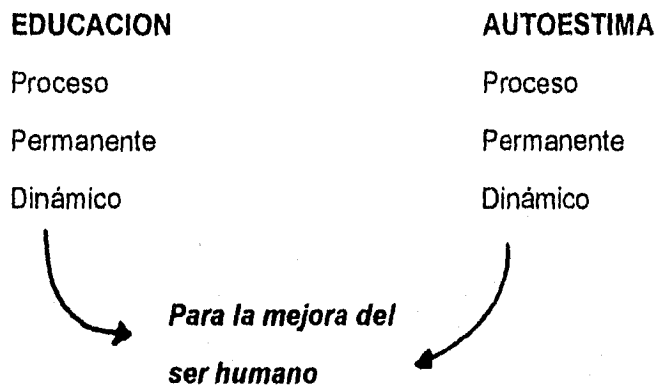 EDUCACION
Proceso
Permanente
Dinámico
AUTOESTIMA
Proceso
Permanente
Dinámico
Para la mejora del
ser humano